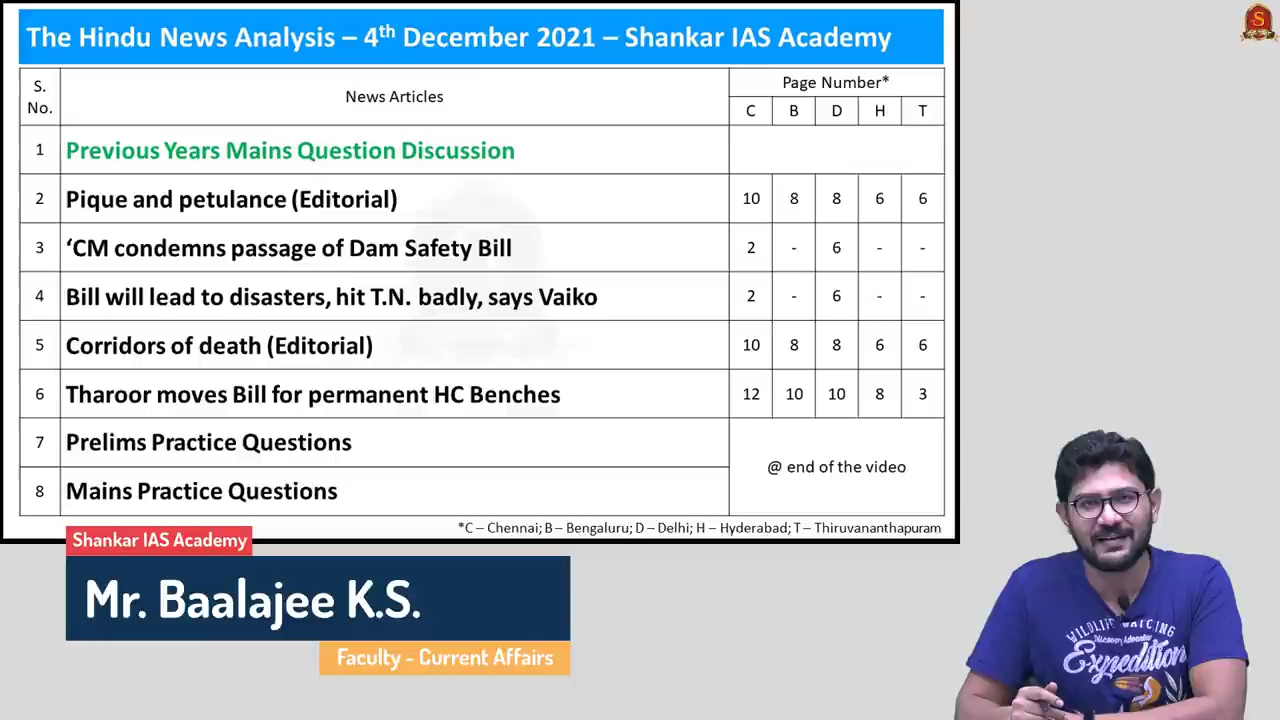 The Hindu News Analysis – 4th December 2021 – Shankar IAS Academy
S. No. News Articles Page Number*
C B D H T
1 Previous Years Mains Question Discussion
2 Pique and petulance (Editorial) 10 8 8 6 6
3 ‘CM condemns passage of Dam Safety Bill 2 - 6 - -
4 Bill will lead to disasters, hit T.N. badly, says Vaiko 2 - 6 - -
5 Corridors of death (Editorial) 10 8 8 6 6
6 Tharoor moves Bill for permanent HC Benches 12 10 10 8 3
7 Prelims Practice Questions
@ end of the video
8 Mains Practice Questions
*C – Chennai; B – Bengaluru; D – Delhi; H – Hyderabad; T – Thiruvananthapuram
Shankar IAS Academy
Mr. Baalajee K.S.
Faculty - Current Affairs
WILDLIFE WATCHING
Discovery Adventure
Expedition
S